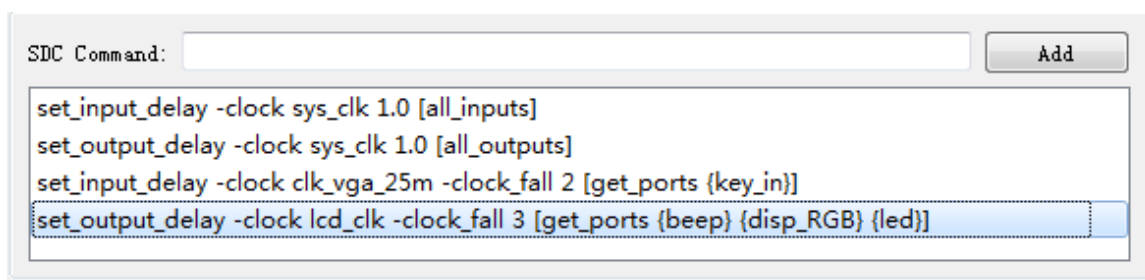 SDC Command: Add
set_input_delay -clock sys_clk 1.0 [all_inputs]
set_output_delay -clock sys_clk 1.0 [all_outputs]
set_input_delay -clock clk_vga_25m -clock_fall 2 [get_ports {key_in}]
set_output_delay -clock lcd_clk -clock_fall 3 [get_ports {beep} {disp_RGB} {led}]